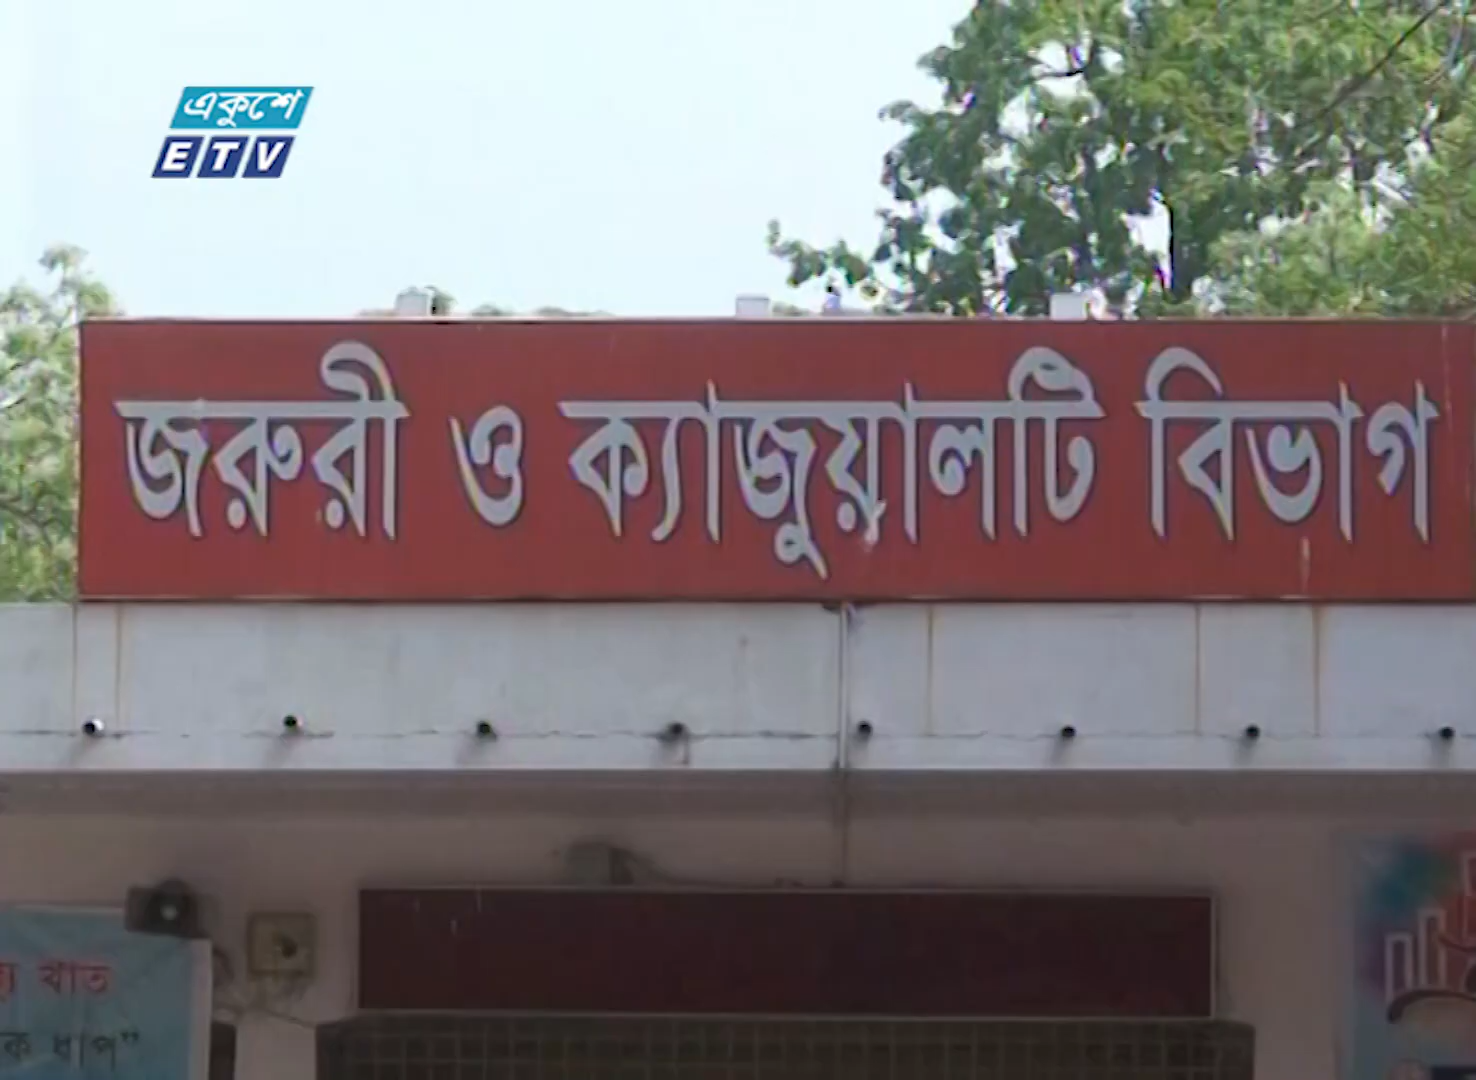 একুশে
ETV
জরুরী ও ক্যাজুয়ালটি বিভাগ
খাত
ধাপ"